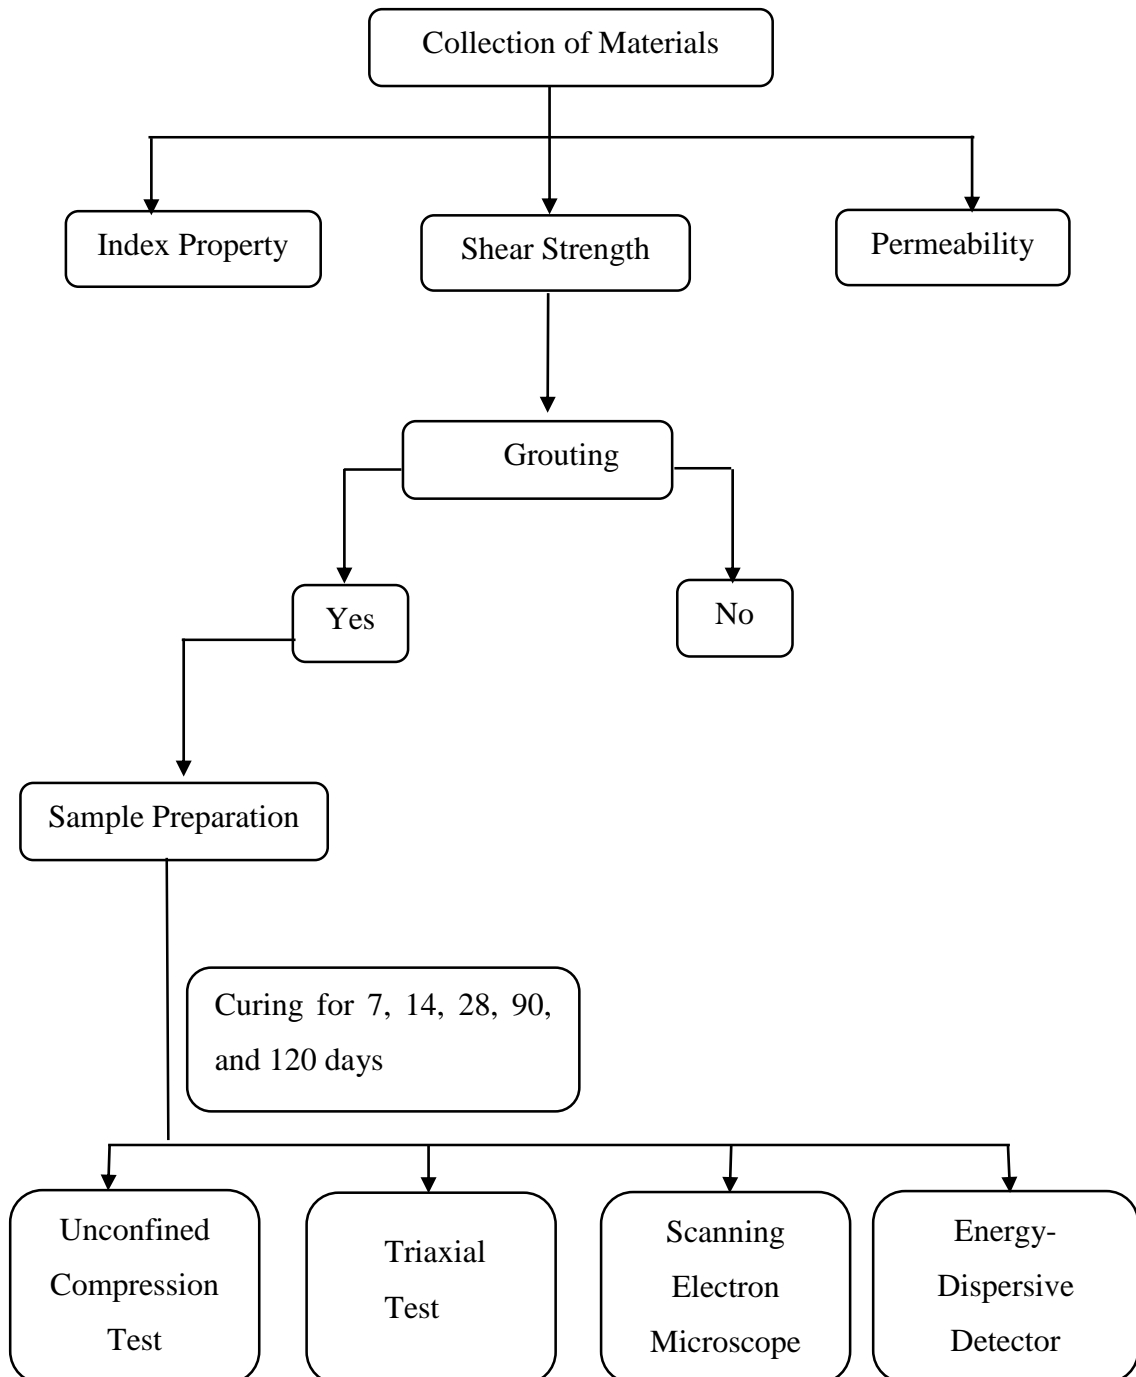 Collection of Materials
Index Property
Shear Strength
Permeability
Grouting
Yes
No
Sample Preparation
Curing for 7, 14, 28, 90,
and 120 days
Unconfined
Compression
Test
Triaxial
Test
Scanning
Electron
Microscope
Energy-
Dispersive
Detector